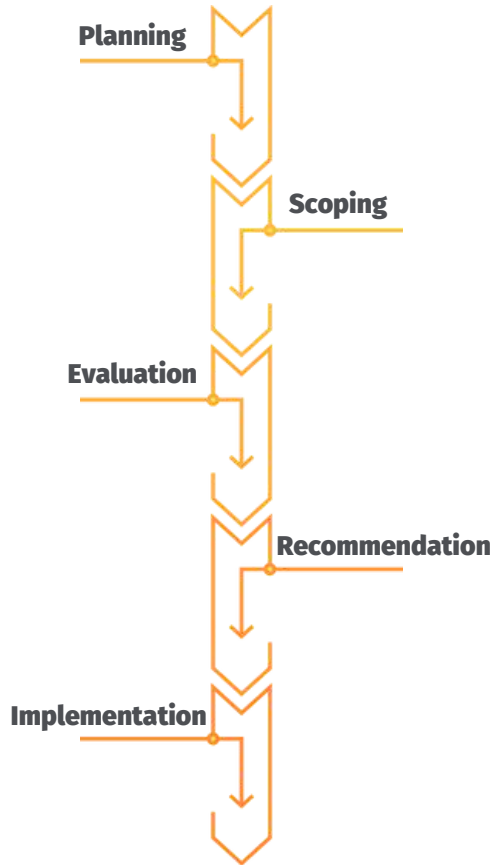 Planning
Scoping
Evaluation
Recommendation
Implementation